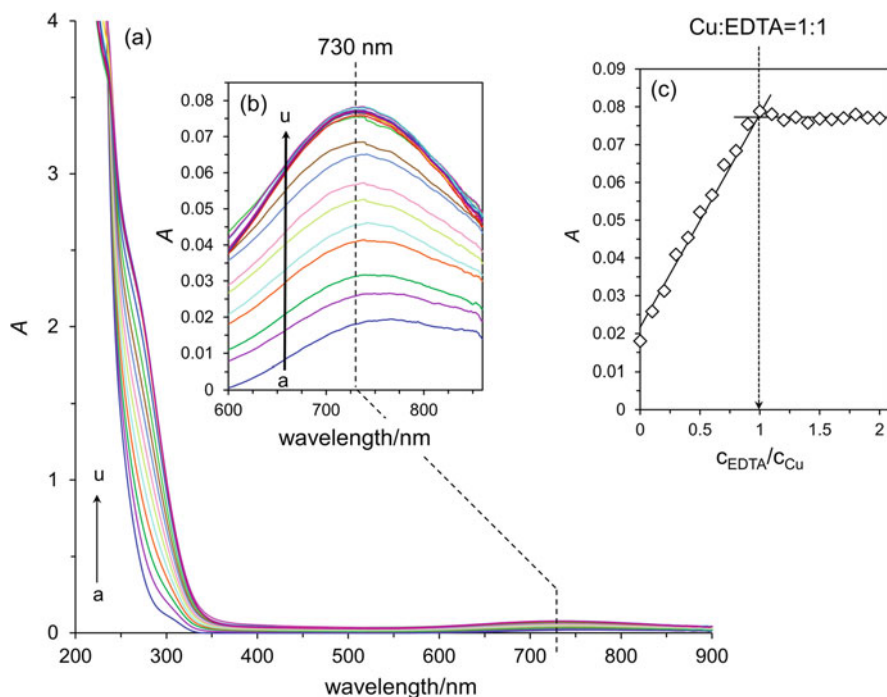 Cu:EDTA=1:1
4
3
2
1
0
A
(a)
u
a
200 300 400 500 600 700 800 900
wavelength/nm
730 nm
(b)
0.08
0.07
0.06
0.05
0.04
0.03
0.02
0.01
0
A
u
a
600 700 800
wavelength/nm
(c)
0.09
0.08
0.07
0.06
0.05
0.04
0.03
0.02
0.01
0
A
0 0.5 1 1.5 2
cEDTA/cCu